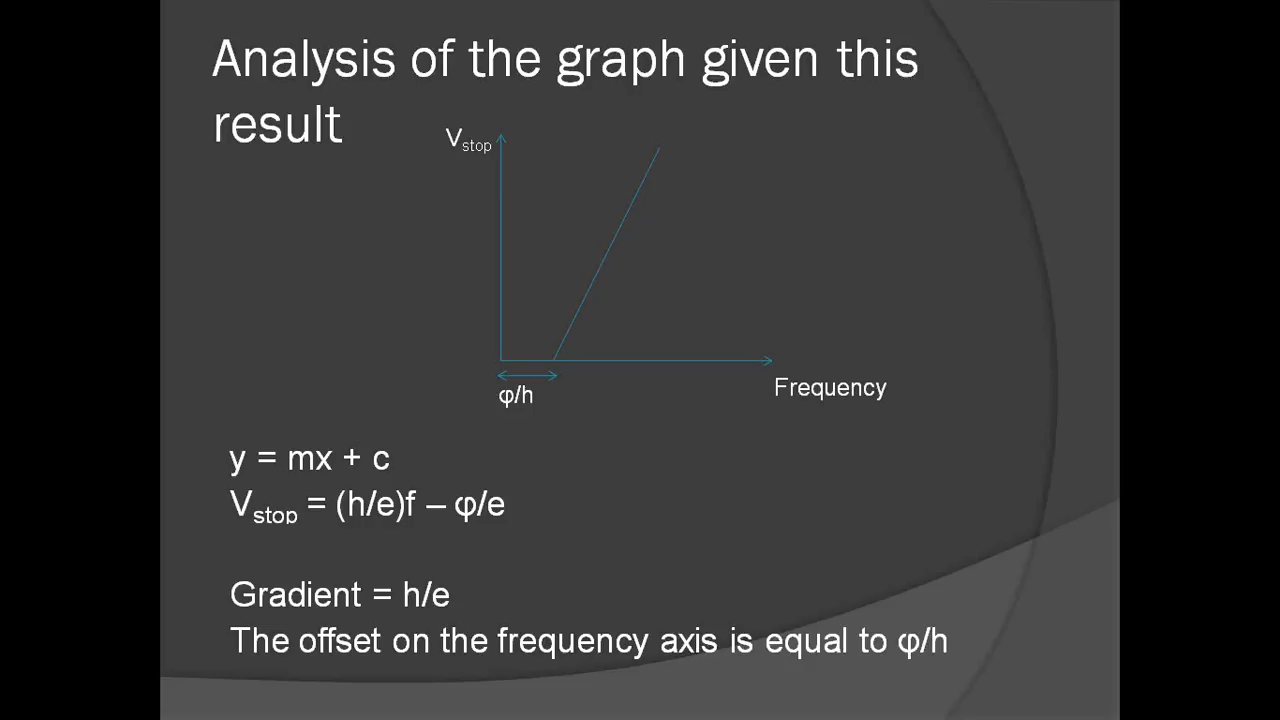 Analysis of the graph given this
result
Vstop
Frequency
φ/h
y = mx + c
Vstop = (h/e)f – φ/e
Gradient = h/e
The offset on the frequency axis is equal to φ/h